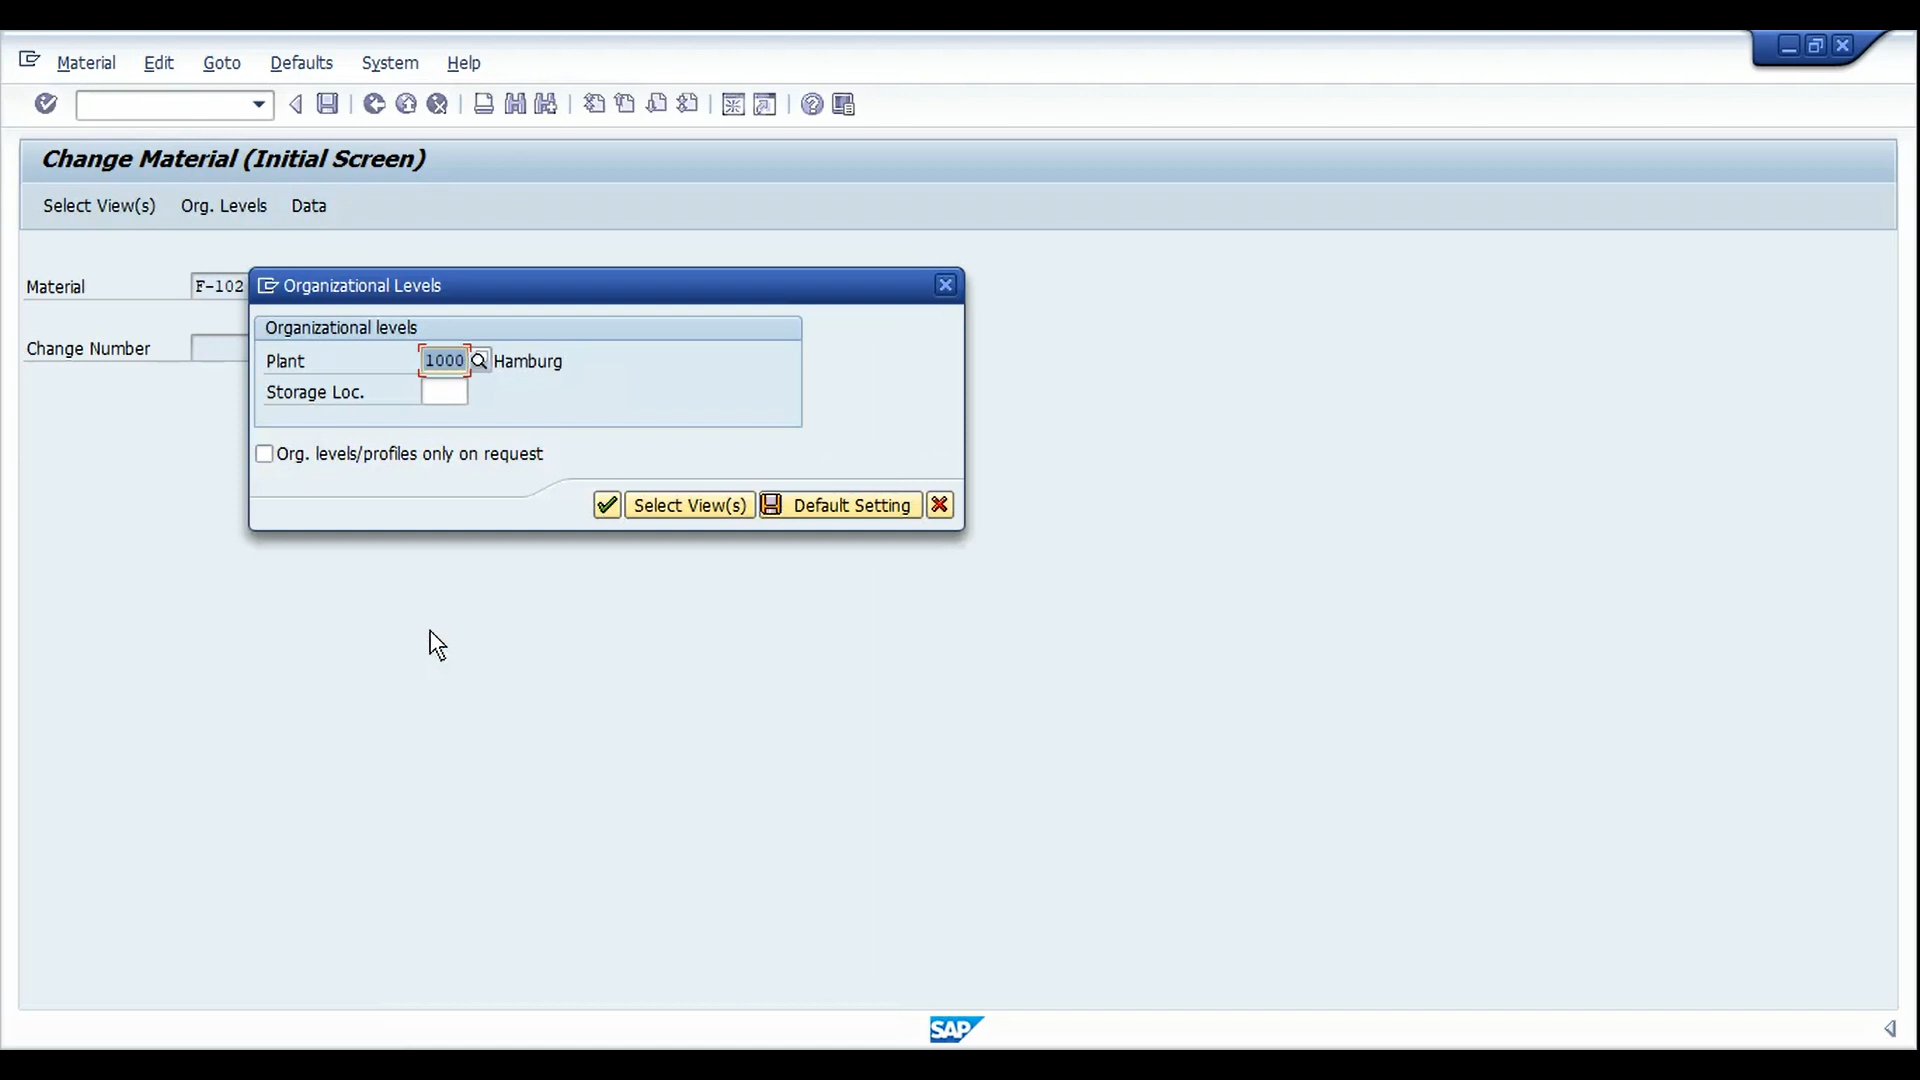 Material Edit Goto Defaults System Help
Change Material (Initial Screen)
Select View(s) Org. Levels Data
Material F-102
Organizational Levels
Organizational levels
Plant 1000 Hamburg
Storage Loc.
Change Number
Org. levels/profiles only on request
Select View(s) Default Setting
SAP